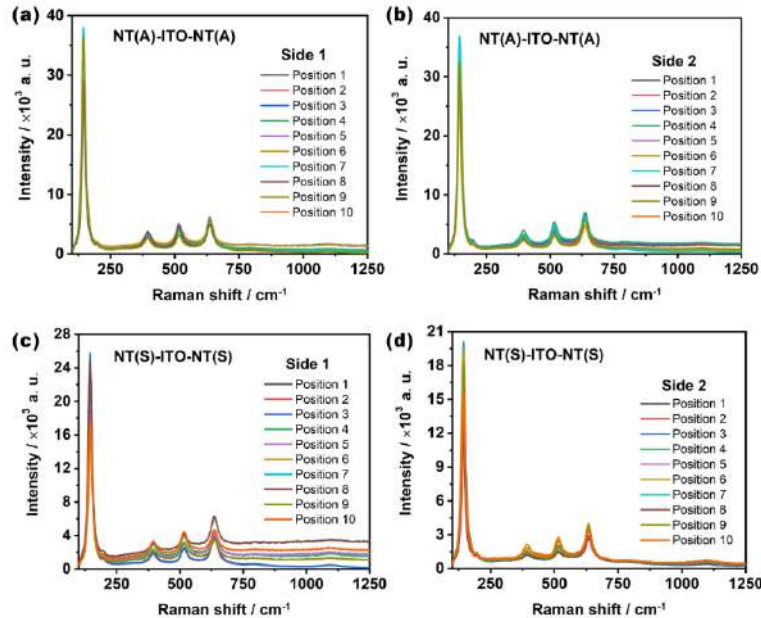 (a)
NT(A)-ITO-NT(A)
Side 1
Position 1
Position 2
Position 3
Position 4
Position 5
Position 6
Position 7
Position 8
Position 9
Position 10
Intensity / ×10³ a. u.
40
30
20
10
0
250 500 750 1000 1250
Raman shift / cm⁻¹
(b)
NT(A)-ITO-NT(A)
Side 2
Position 1
Position 2
Position 3
Position 4
Position 5
Position 6
Position 7
Position 8
Position 9
Position 10
Intensity / ×10³ a. u.
40
30
20
10
0
250 500 750 1000 1250
Raman shift / cm⁻¹
(c)
NT(S)-ITO-NT(S)
Side 1
Position 1
Position 2
Position 3
Position 4
Position 5
Position 6
Position 7
Position 8
Position 9
Position 10
Intensity / ×10³ a. u.
28
24
20
16
12
8
4
0
250 500 750 1000 1250
Raman shift / cm⁻¹
(d)
NT(S)-ITO-NT(S)
Side 2
Position 1
Position 2
Position 3
Position 4
Position 5
Position 6
Position 7
Position 8
Position 9
Position 10
Intensity / ×10³ a. u.
21
18
15
12
9
6
3
0
250 500 750 1000 1250
Raman shift / cm⁻¹